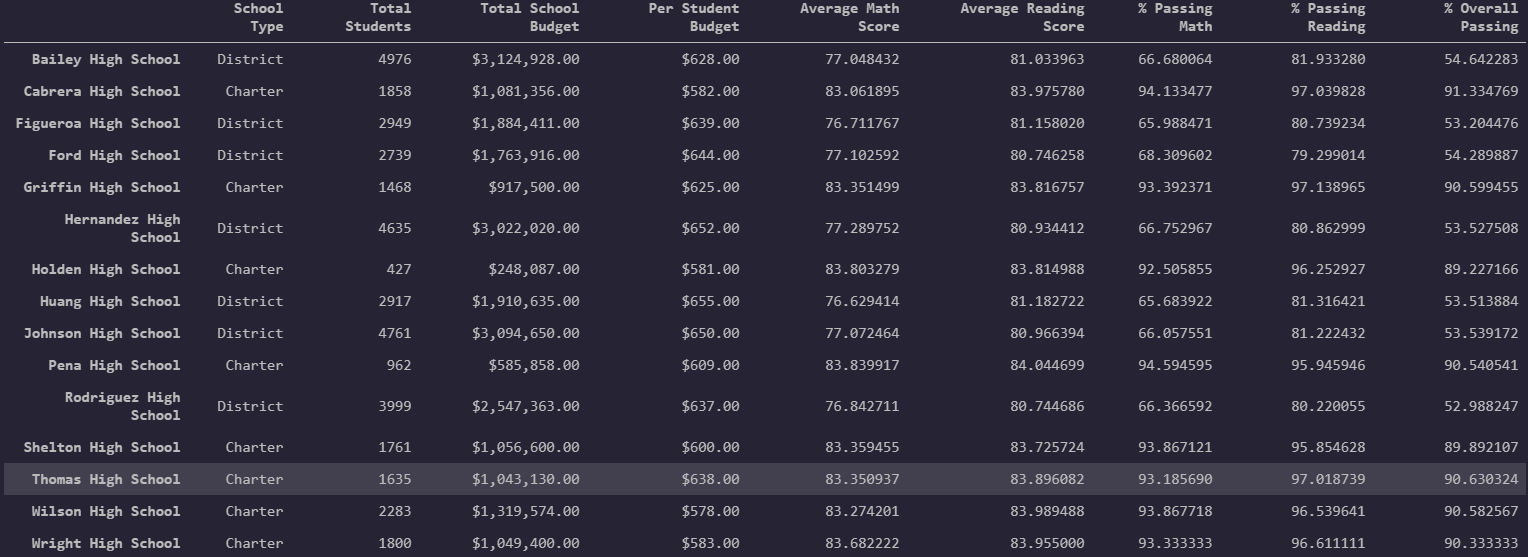 School Total Total School Per Student Average Math Average Reading % Passing % Passing % Overall
Type Students Budget Budget Score Score Math Reading Passing
Bailey High School District 4976 $3,124,928.00 $628.00 77.048432 81.033963 66.680064 81.933280 54.642283
Cabrera High School Charter 1858 $1,081,356.00 $582.00 83.061895 83.975780 94.133477 97.039828 91.334769
Figueroa High School District 2949 $1,884,411.00 $639.00 76.711767 81.158020 65.988471 80.739234 53.204476
Ford High School District 2739 $1,763,916.00 $644.00 77.102592 80.746258 68.309602 79.299014 54.289887
Griffin High School Charter 1468 $917,500.00 $625.00 83.351499 83.816757 93.392371 97.138965 90.599455
Hernandez High
School District 4635 $3,022,020.00 $652.00 77.289752 80.934412 66.752967 80.862999 53.527508
Holden High School Charter 427 $248,087.00 $581.00 83.803279 83.814988 92.505855 96.252927 89.227166
Huang High School District 2917 $1,910,635.00 $655.00 76.629414 81.182722 65.683922 81.316421 53.513884
Johnson High School District 4761 $3,094,650.00 $650.00 77.072464 80.966394 66.057551 81.222432 53.539172
Pena High School Charter 962 $585,858.00 $609.00 83.839917 84.044699 94.594595 95.945946 90.540541
Rodriguez High
School District 3999 $2,547,363.00 $637.00 76.842711 80.744686 66.366592 80.220055 52.988247
Shelton High School Charter 1761 $1,056,600.00 $600.00 83.359455 83.725724 93.867121 95.854628 89.892107
Thomas High School Charter 1635 $1,043,130.00 $638.00 83.350937 83.896082 93.185690 97.018739 90.630324
Wilson High School Charter 2283 $1,319,574.00 $578.00 83.274201 83.989488 93.867718 96.539641 90.582567
Wright High School Charter 1800 $1,049,400.00 $583.00 83.682222 83.955000 93.333333 96.611111 90.333333